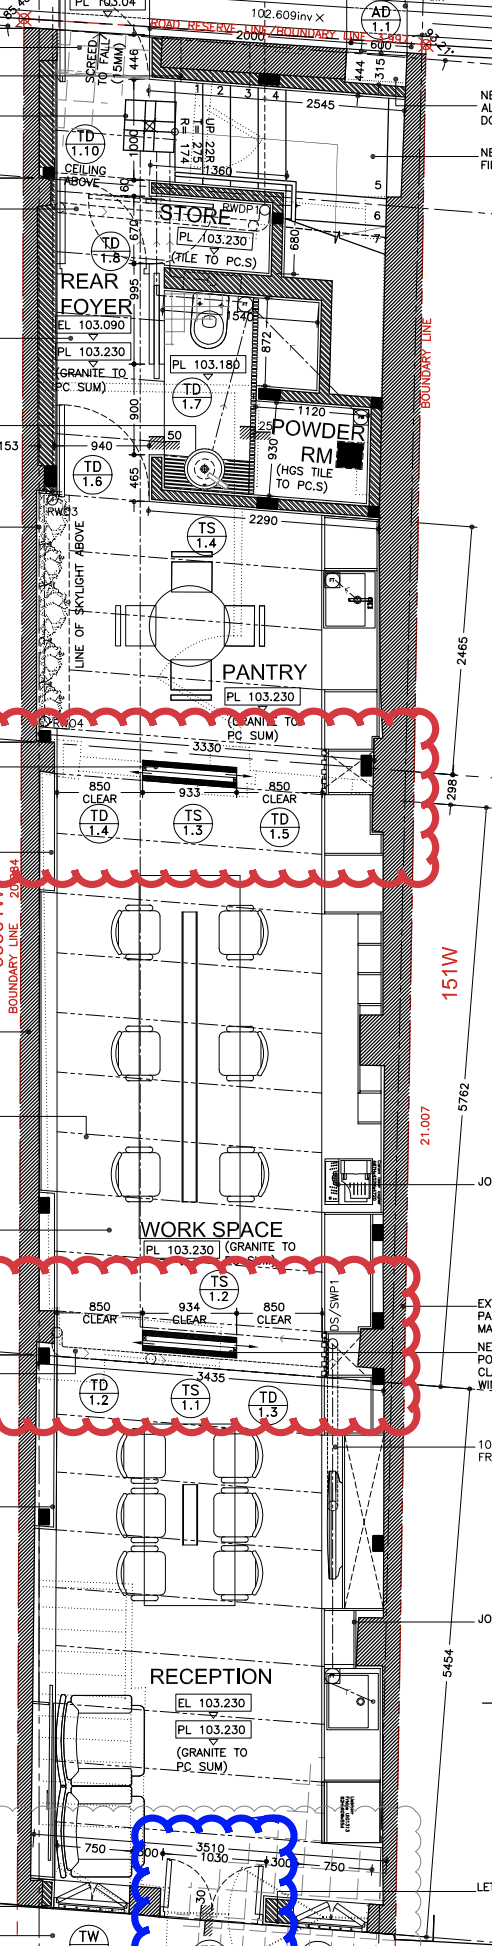 PL 103.04
102.609inv
AD
1.1
ROAD RESERVE LINE/BOUNDARY LINE 3.992
2000
600
93.21°
SCREED
TO FALL
(15MM)
446
444
315
1 2 3 4
2545
NE
AL
DO
TD
1.10
1000
UP 22R
T= 275
R= 174
NE
FI
CEILING
ABOVE
1360
5
6
7
160
STORE
RWDP1
PL 103.230
(TILE TO PC.S)
670
680
TD
1.8
REAR
FOYER
995
EL 103.090
1540
PL 103.230
(GRANITE TO
PC SUM)
872
PL 103.180
TD
1.7
BOUNDARY LINE
900
1120
POWDER
RM
(HGS TILE
TO PC.S)
930
50
25
153
940
TD
1.6
465
2290
TS
1.4
LINE OF SKYLIGHT ABOVE
2465
PANTRY
PL 103.230
(GRANITE TO
PC SUM)
RW04
3330
298
850
CLEAR
933
850
CLEAR
TD
1.4
TS
1.3
TD
1.5
BOUNDARY LINE
151W
5762
21.007
JO
WORK SPACE
PL 103.230
(GRANITE TO
TS
1.2
DS/SWP1
850
CLEAR
934
CLEAR
850
CLEAR
EX
PA
MA
NE
PO
CL
WI
3435
TD
1.2
TS
1.1
TD
1.3
10
FR
JO
5454
RECEPTION
EL 103.230
PL 103.230
(GRANITE TO
PC SUM)
3510
750
300
1030
300
750
30
LET
TW